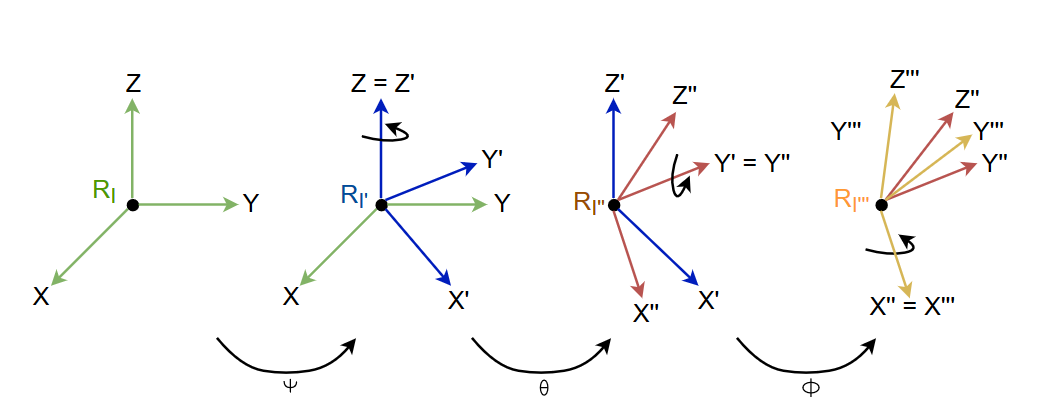 Z
R_I
Y
X
Z = Z'
Y'
R_I'
Y
X
X'
Z'
Z''
Y' = Y''
R_I''
X''
X'
Z'''
Z''
Y'''
Y'''
Y''
R_I'''
X'' = X'''
ψ
θ
Φ